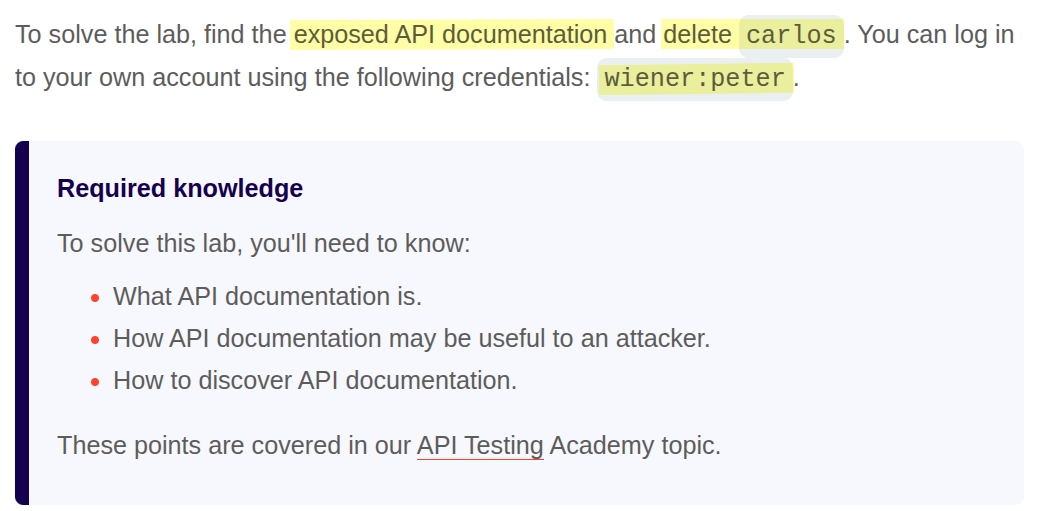 To solve the lab, find the exposed API documentation and delete carlos. You can log in
to your own account using the following credentials: wiener:peter.
Required knowledge
To solve this lab, you'll need to know:
What API documentation is.
How API documentation may be useful to an attacker.
How to discover API documentation.
These points are covered in our API Testing Academy topic.